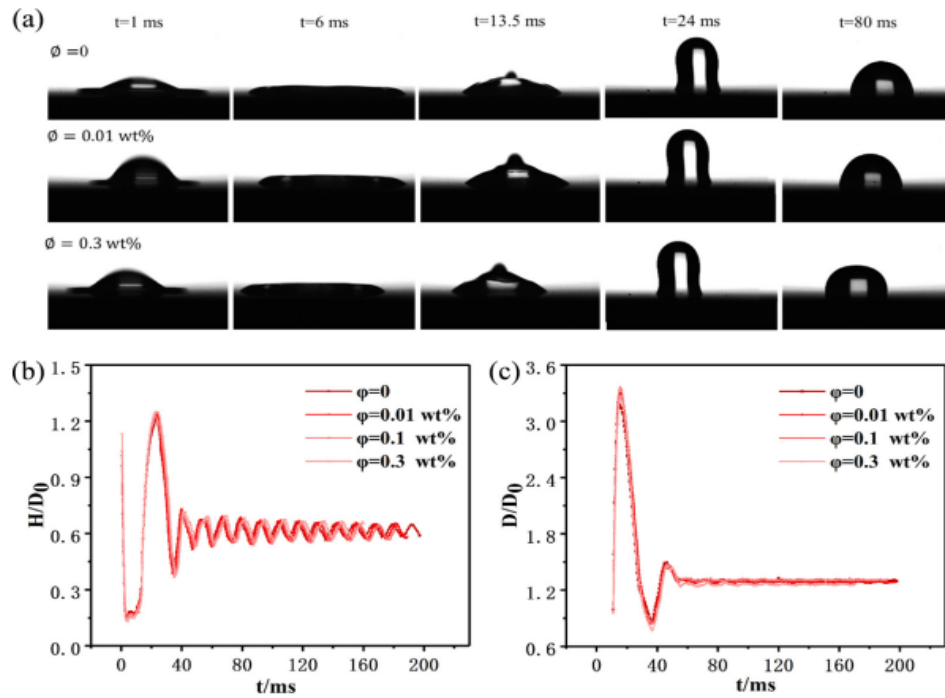 (a)
t=1 ms t=6 ms t=13.5 ms t=24 ms t=80 ms
Ø =0
Ø = 0.01 wt%
Ø = 0.3 wt%
(b)
1.5
1.2
0.9
0.6
0.3
0.0
H/D0
φ=0
φ=0.01 wt%
φ=0.1 wt%
φ=0.3 wt%
0 40 80 120 160 200
t/ms
(c)
3.6
3.0
2.4
1.8
1.2
0.6
D/D0
φ=0
φ=0.01 wt%
φ=0.1 wt%
φ=0.3 wt%
0 40 80 120 160 200
t/ms